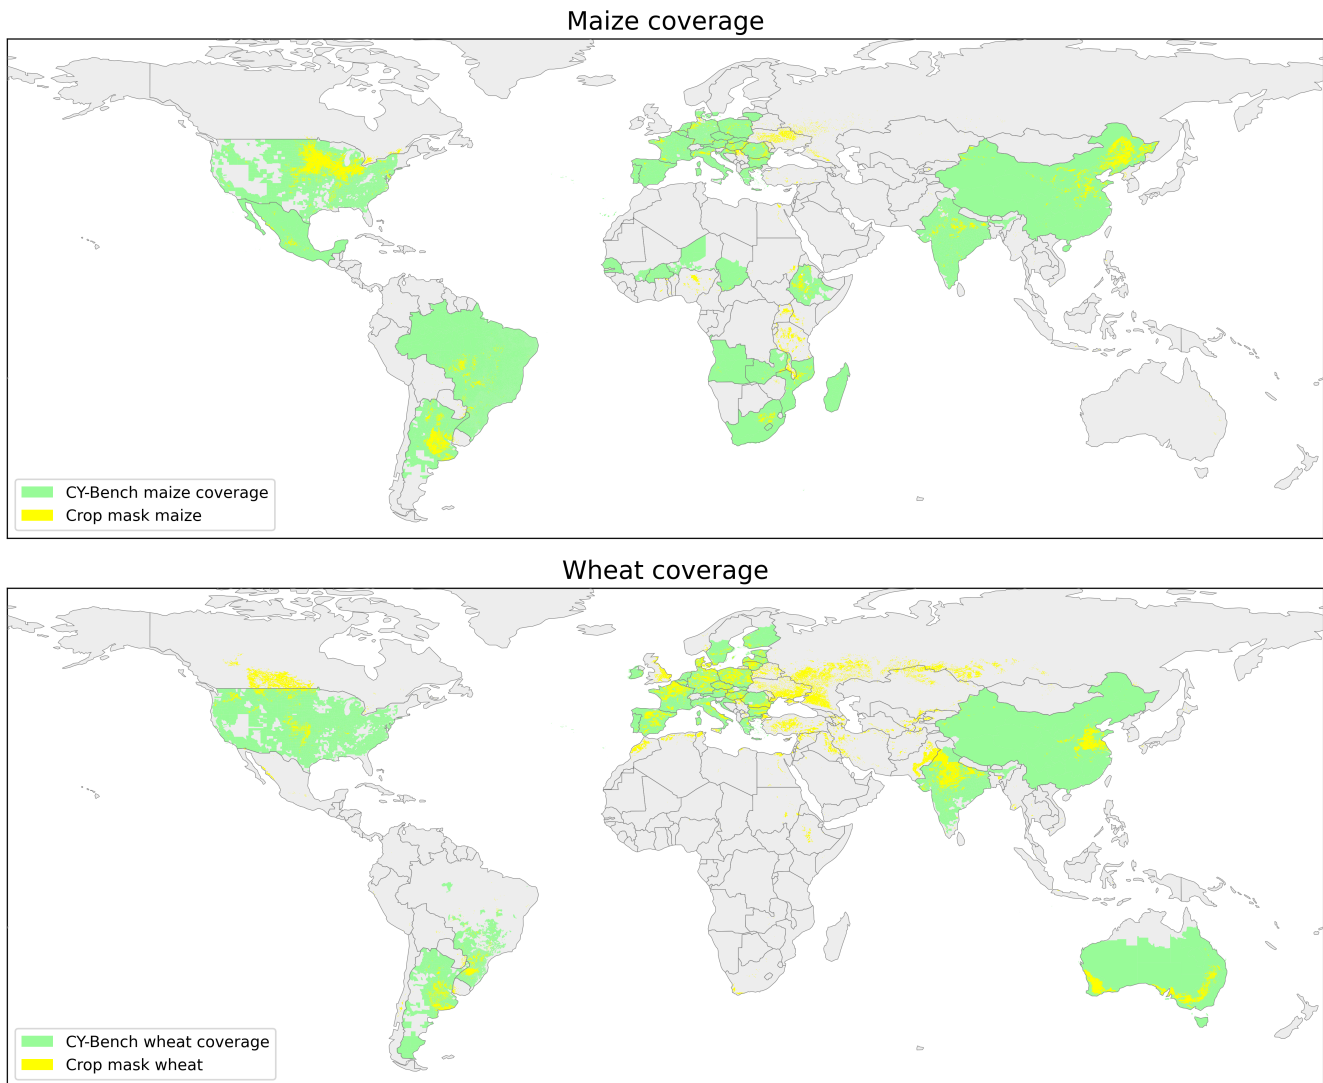 Maize coverage
CY-Bench maize coverage
Crop mask maize
Wheat coverage
CY-Bench wheat coverage
Crop mask wheat